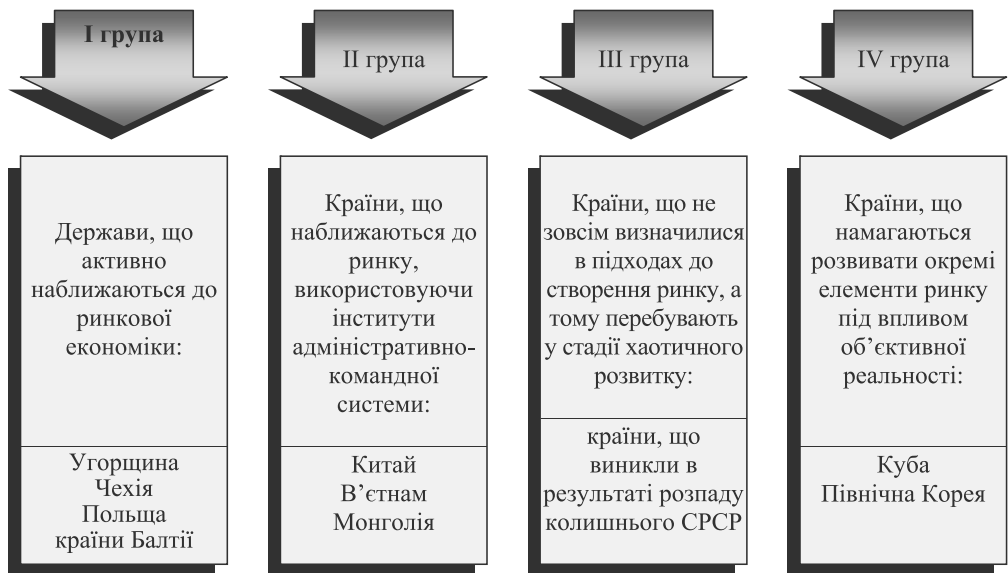 І група
Держави, що
активно
наближаються до
ринкової
економіки:
Угорщина
Чехія
Польща
країни Балтії
ІІ група
Країни, що
наближаються до
ринку,
використовуючи
інститути
адміністративно-
командної
системи:
Китай
В’єтнам
Монголія
ІІІ група
Країни, що не
зовсім визначилися
в підходах до
створення ринку, а
тому перебувають
у стадії хаотичного
розвитку:
країни, що
виникли в
результаті розпаду
колишнього СРСР
IV група
Країни, що
намагаються
розвивати окремі
елементи ринку
під впливом
об’єктивної
реальності:
Куба
Північна Корея